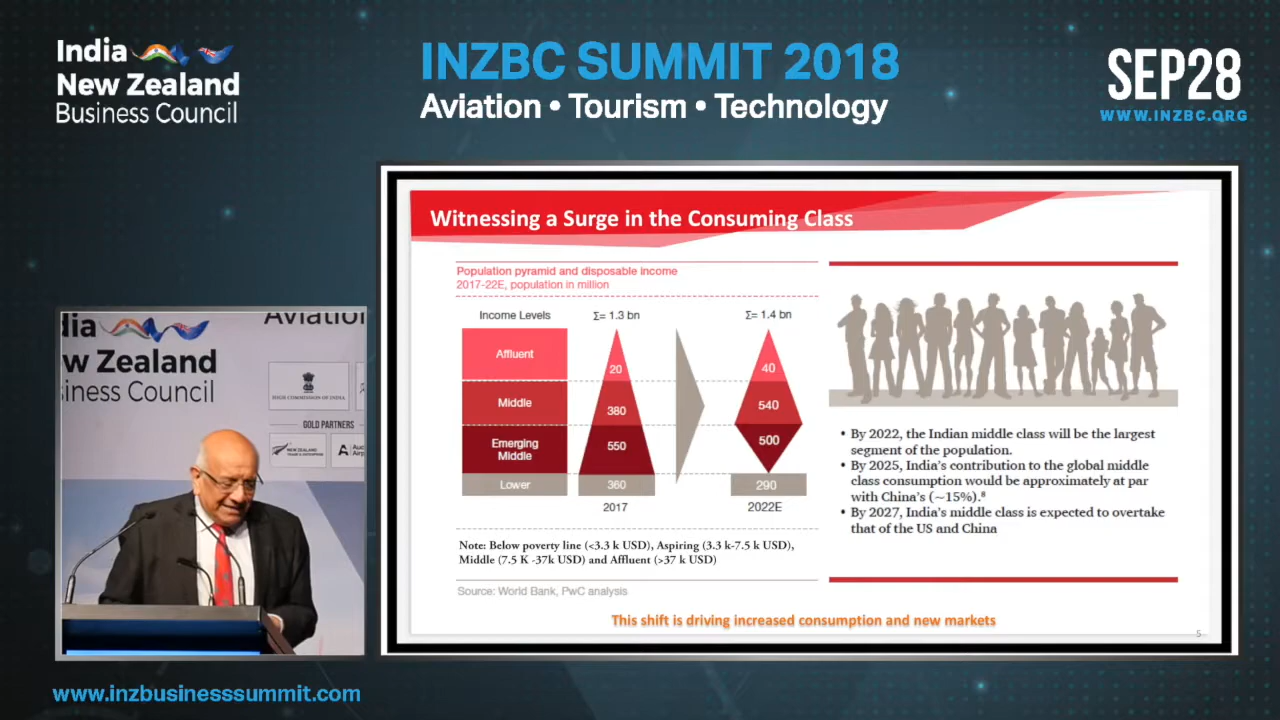 India
New Zealand
Business Council
INZBC SUMMIT 2018
Aviation • Tourism • Technology
SEP28
WWW.INZBC.ORG
dia
w Zealand
siness Council
Aviation
HIGH COMMISSION OF INDIA
GOLD PARTNERS
NEW ZEALAND
Witnessing a Surge in the Consuming Class
Population pyramid and disposable income
2017-22E, population in million
Income Levels
Σ= 1.3 bn
Σ= 1.4 bn
Affluent
20
40
Middle
380
540
Emerging
Middle
550
500
Lower
360
290
2017
2022E
Note: Below poverty line (<3.3 k USD), Aspiring (3.3 k-7.5 k USD),
Middle (7.5 K -37k USD) and Affluent (>37 k USD)
Source: World Bank, PwC analysis
• By 2022, the Indian middle class will be the largest
segment of the population.
• By 2025, India's contribution to the global middle
class consumption would be approximately at par
with China's (~15%).⁸
• By 2027, India's middle class is expected to overtake
that of the US and China
This shift is driving increased consumption and new markets
5
www.inzbusinesssummit.com